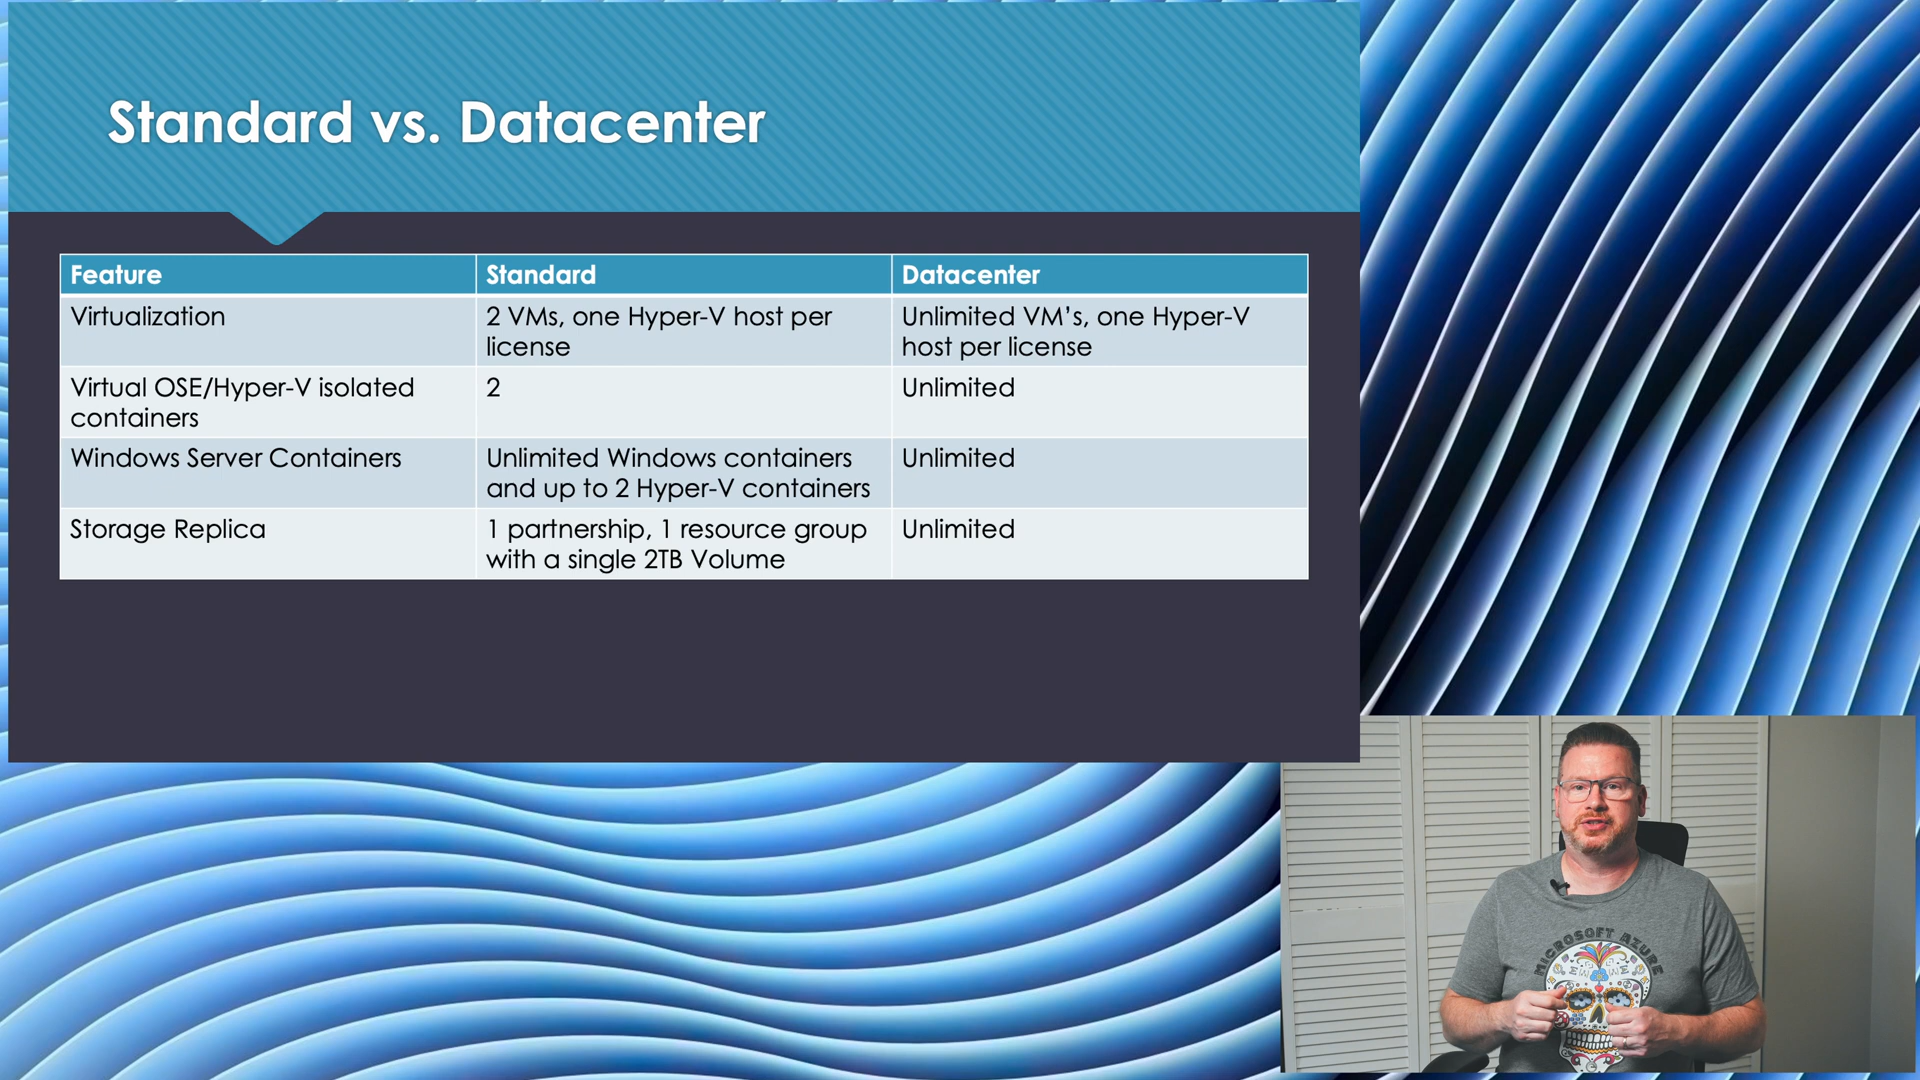 Standard vs. Datacenter
Feature
Standard
Datacenter
Virtualization
2 VMs, one Hyper-V host per
license
Unlimited VM's, one Hyper-V
host per license
Virtual OSE/Hyper-V isolated
containers
2
Unlimited
Windows Server Containers
Unlimited Windows containers
and up to 2 Hyper-V containers
Unlimited
Storage Replica
1 partnership, 1 resource group
with a single 2TB Volume
Unlimited
MICROSOFT AZURE